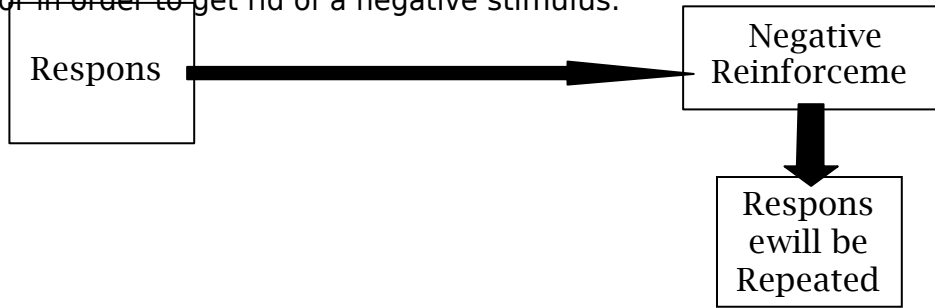 or in order to get rid of a negative stimulus.
Respons
Negative
Reinforceme
Respons
ewill be
Repeated